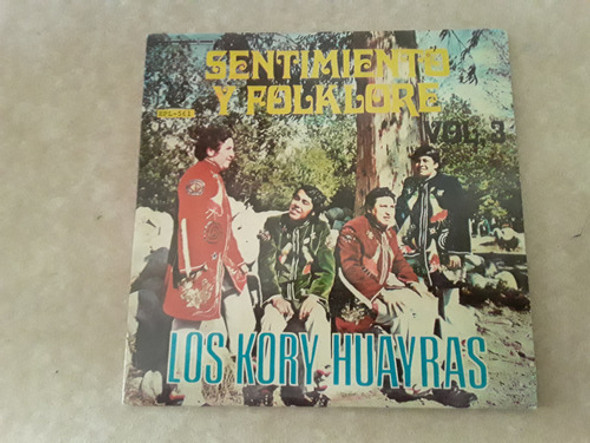 SENTIMIENTO
Y FOLKLORE
VOL. 3
LOS KORY HUAYRAS